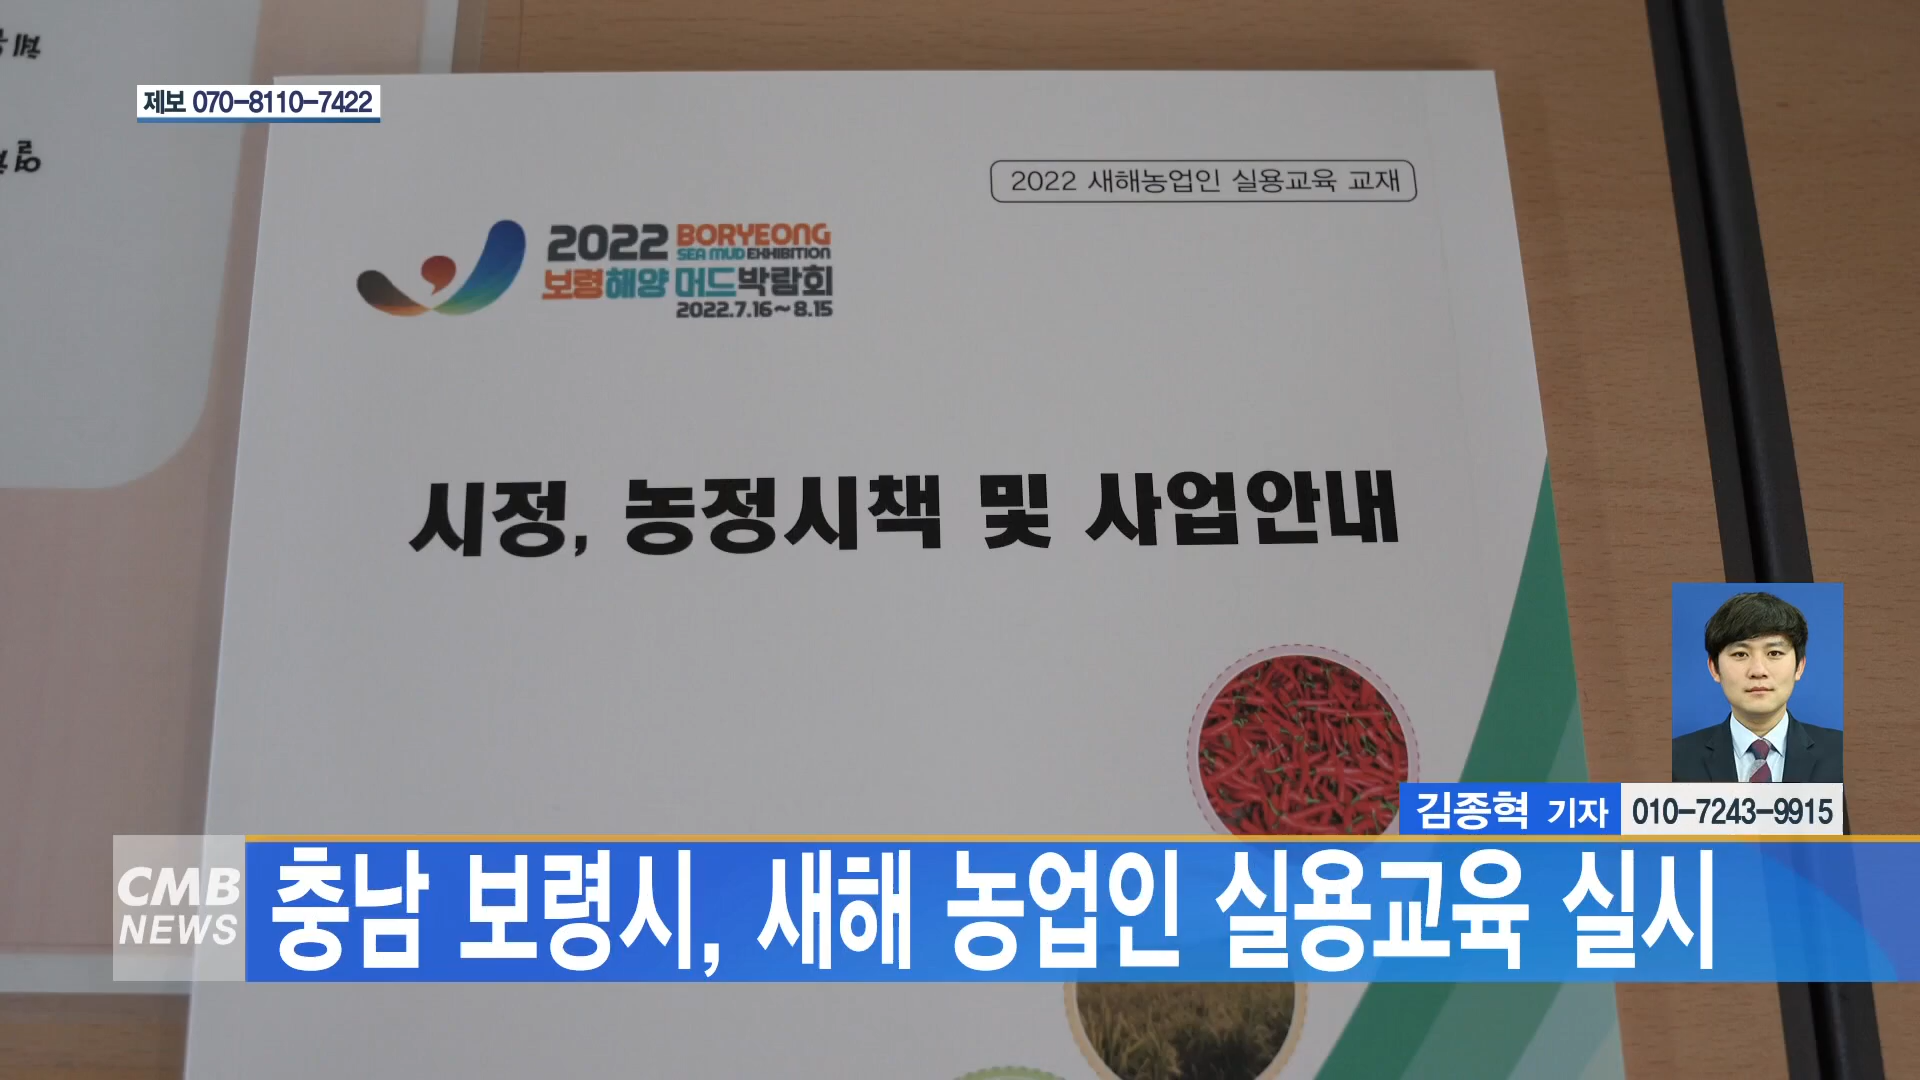 제보 070-8110-7422
2022 새해농업인 실용교육 교재
2022 BORYEONG
SEA MUD EXHIBITION
보령해양 머드박람회
2022.7.16~8.15
시정, 농정시책 및 사업안내
김종혁 기자 010-7243-9915
CMB
NEWS
충남 보령시, 새해 농업인 실용교육 실시